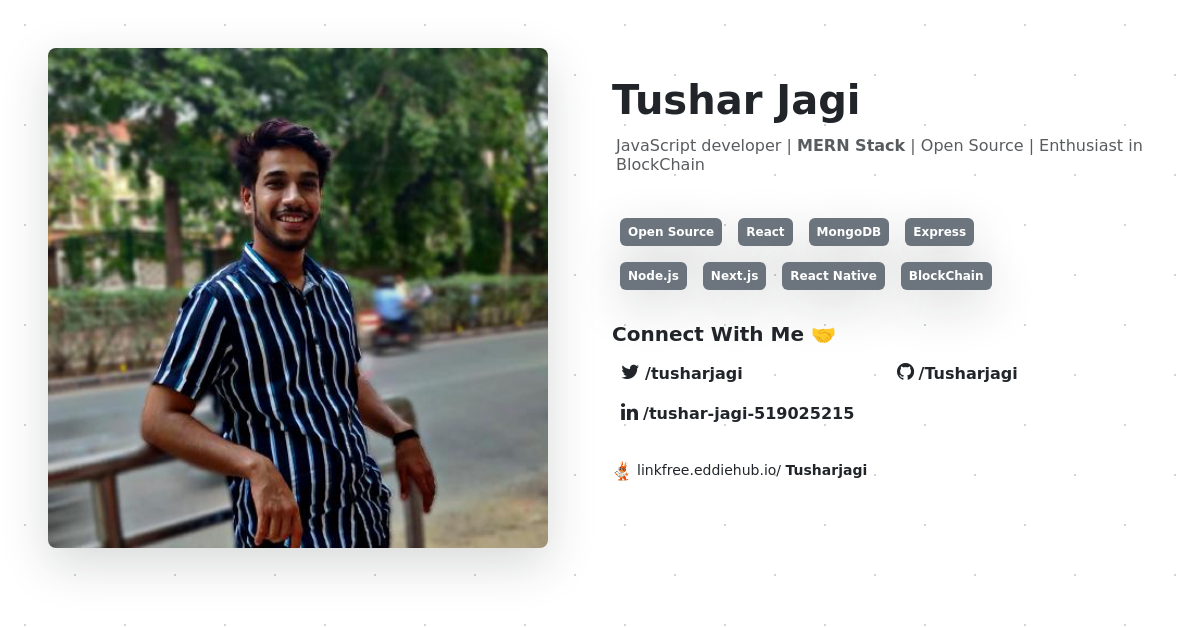 Tushar Jagi
JavaScript developer | MERN Stack | Open Source | Enthusiast in
BlockChain
Open Source React MongoDB Express
Node.js Next.js React Native BlockChain
Connect With Me 🤝
/tusharjagi /Tusharjagi
/tushar-jagi-519025215
linkfree.eddiehub.io/ Tusharjagi